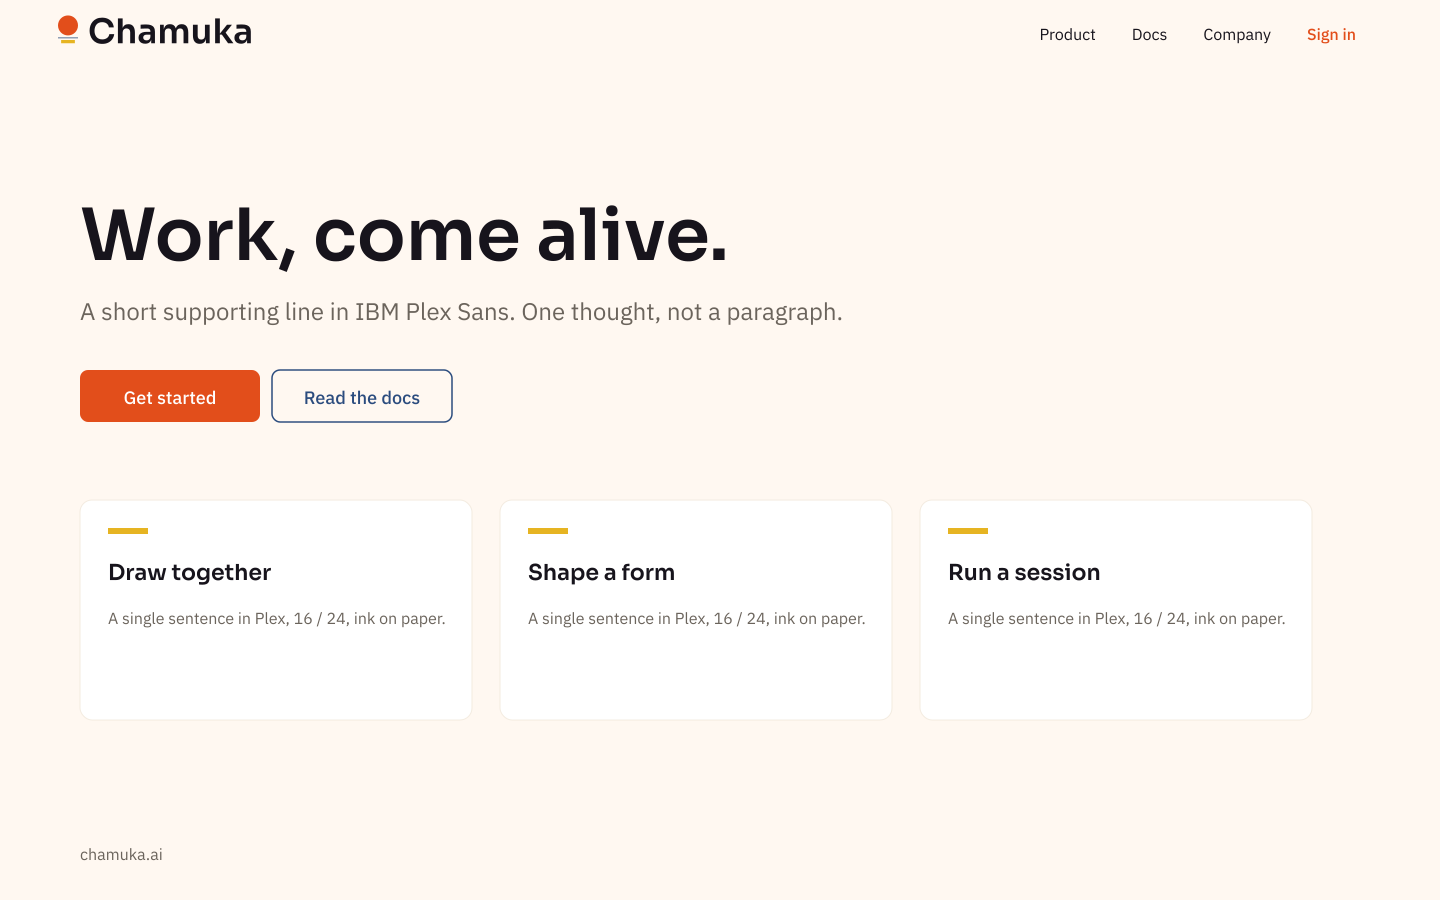 Chamuka
Product Docs Company Sign in
Work, come alive.
A short supporting line in IBM Plex Sans. One thought, not a paragraph.
Get started Read the docs
Draw together
A single sentence in Plex, 16 / 24, ink on paper.
Shape a form
A single sentence in Plex, 16 / 24, ink on paper.
Run a session
A single sentence in Plex, 16 / 24, ink on paper.
chamuka.ai